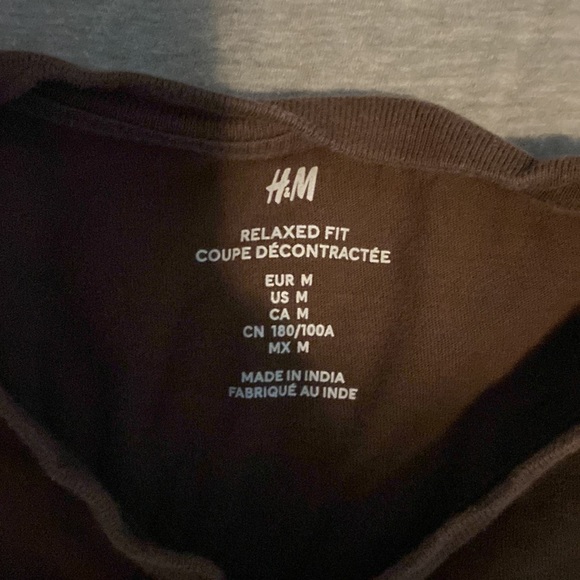 H&M
RELAXED FIT
COUPE DÉCONTRACTÉE
EUR M
US M
CA M
CN 180/100A
MX M
MADE IN INDIA
FABRIQUÉ AU INDE